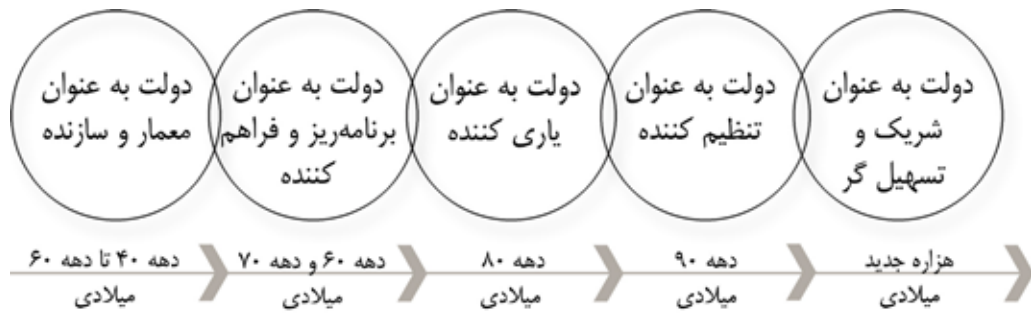 دولت به عنوان
معمار و سازنده
دولت به عنوان
برنامه‌ریز و فراهم
کننده
دولت به عنوان
یاری کننده
دولت به عنوان
تنظیم کننده
دولت به عنوان
شریک و
تسهیل گر
دهه ۴۰ تا دهه ۶۰
میلادی
دهه ۶۰ و دهه ۷۰
میلادی
دهه ۸۰
میلادی
دهه ۹۰
میلادی
هزاره جدید
میلادی